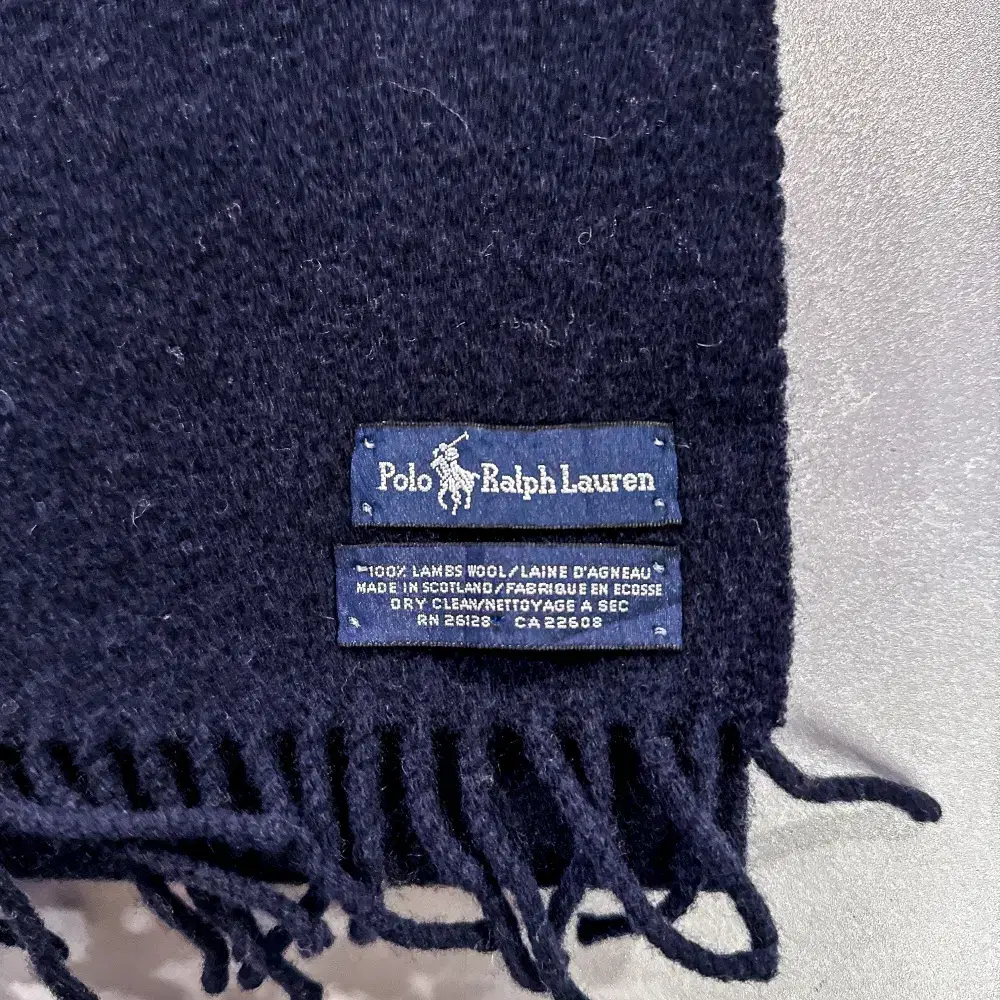 Polo Ralph Lauren
100% LAMBS WOOL/LAINE D'AGNEAU
MADE IN SCOTLAND/FABRIQUE EN ECOSSE
DRY CLEAN/NETTOYAGE A SEC
RN 26128 CA 22608